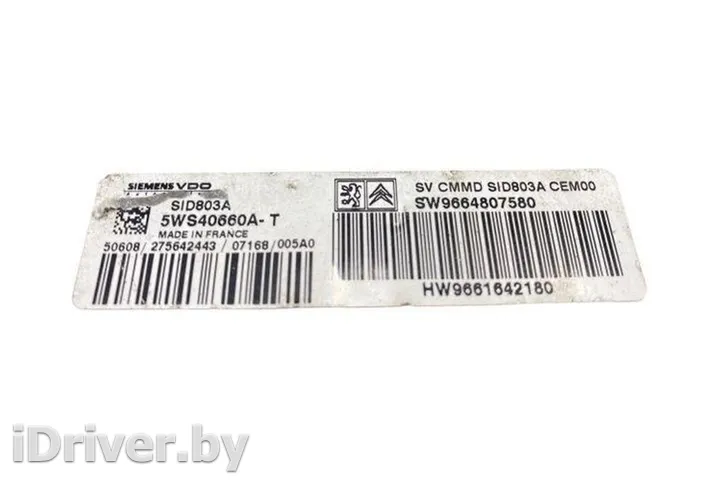 SIEMENS VDO
SID803A
5WS40660A-T
MADE IN FRANCE
50608/275642443/07168/005A0
SV CMMD SID803A CEM00
SW9664807580
HW9661642180
iDriver.by